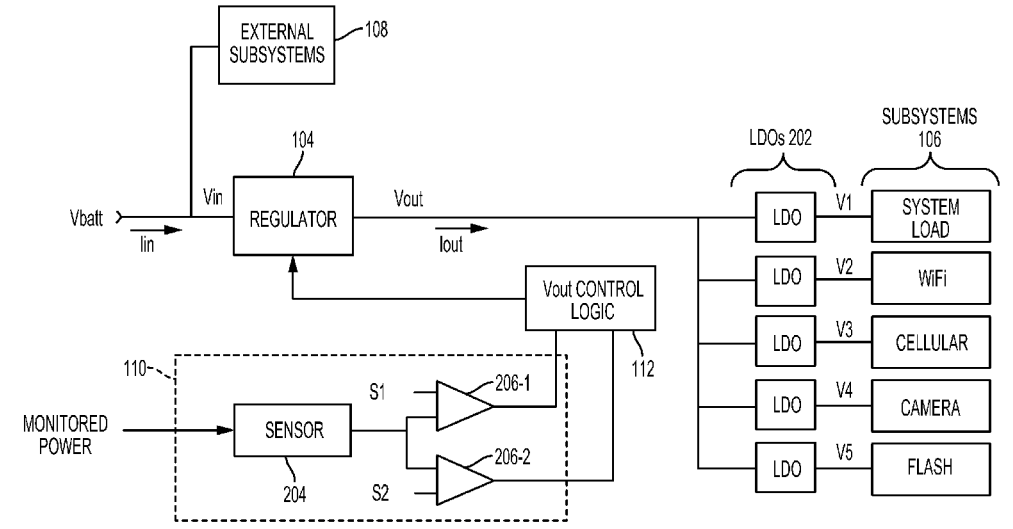 EXTERNAL
SUBSYSTEMS
108
104
Vbatt
Iin
Vin
REGULATOR
Vout
Iout
LDOs 202
SUBSYSTEMS
106
LDO
V1
SYSTEM
LOAD
LDO
V2
WiFi
LDO
V3
CELLULAR
LDO
V4
CAMERA
LDO
V5
FLASH
Vout CONTROL
LOGIC
112
110
MONITORED
POWER
SENSOR
204
S1
206-1
206-2
S2